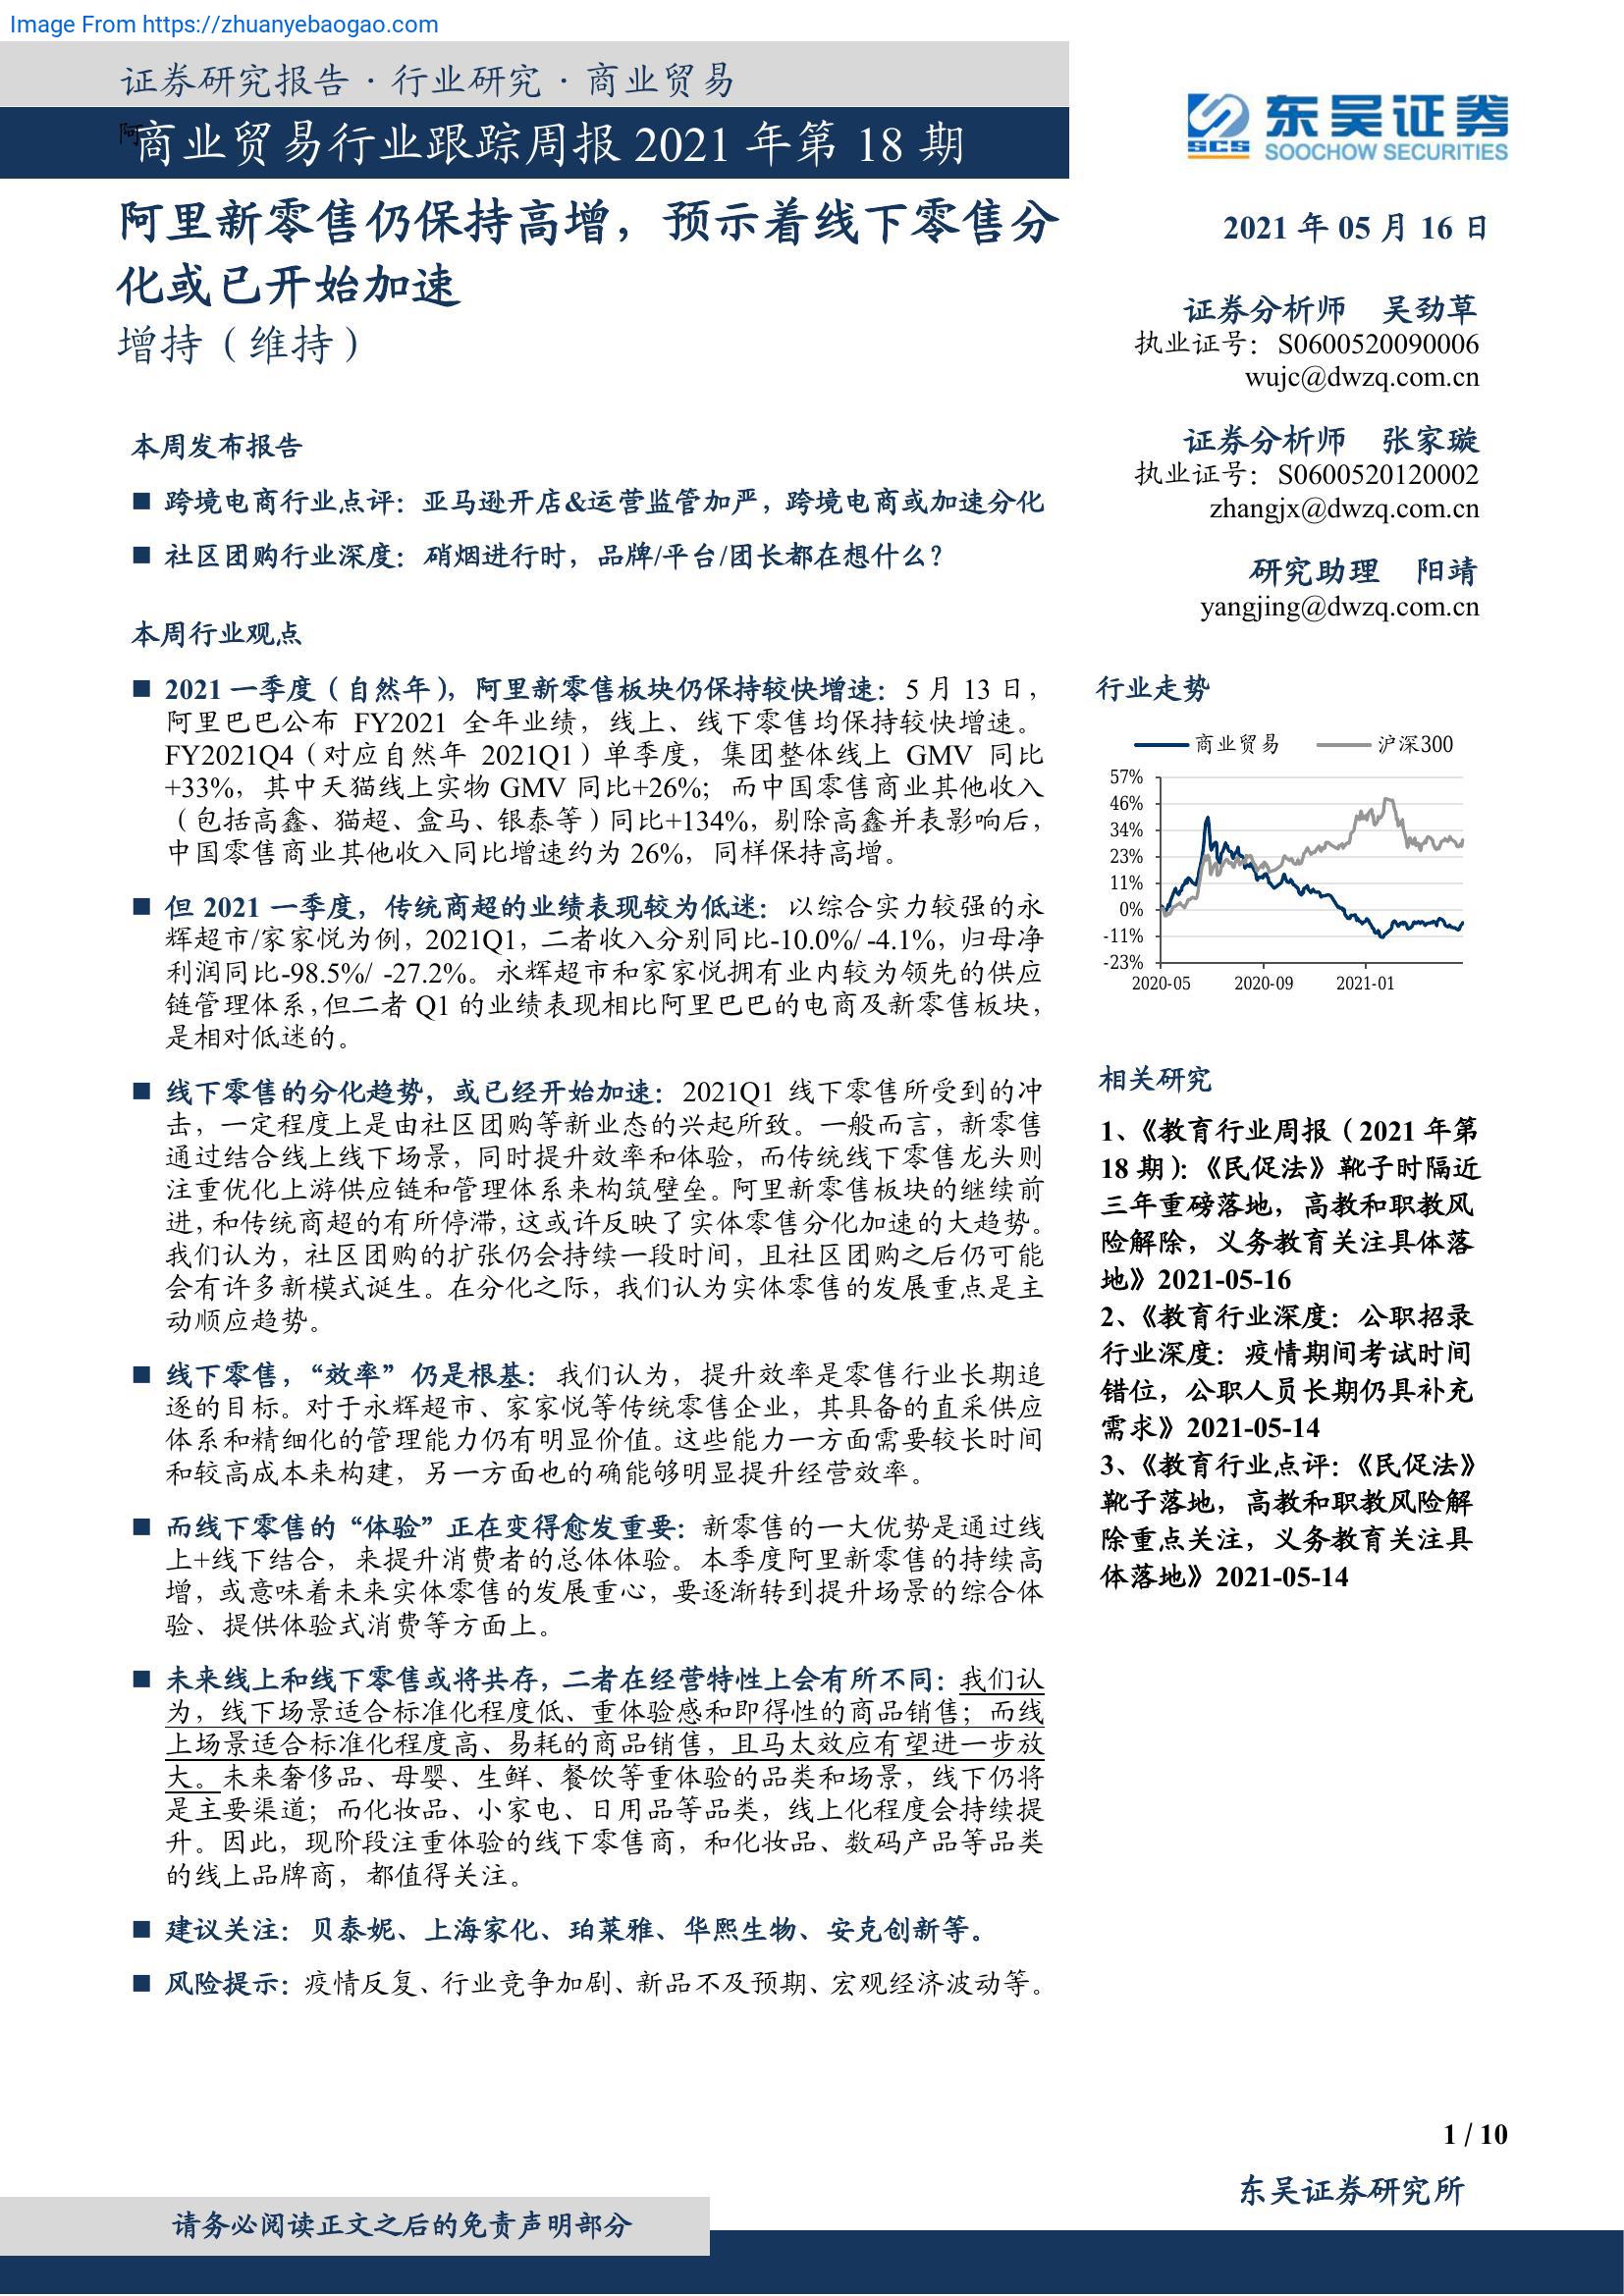 Image From https://zhuanyebaogao.com
证券研究报告·行业研究·商业贸易
阿
商业贸易行业跟踪周报 2021 年第 18 期
东吴证券
SCS
SOOCHOW SECURITIES
阿里新零售仍保持高增，预示着线下零售分
化或已开始加速
增持（维持）
2021 年 05 月 16 日
证券分析师 吴劲草
执业证号：S0600520090006
wujc@dwzq.com.cn
证券分析师 张家璇
执业证号：S0600520120002
zhangjx@dwzq.com.cn
研究助理 阳靖
yangjing@dwzq.com.cn
本周发布报告
■ 跨境电商行业点评：亚马逊开店&运营监管加严，跨境电商或加速分化
■ 社区团购行业深度：硝烟进行时，品牌/平台/团长都在想什么？
本周行业观点
■ 2021 一季度（自然年），阿里新零售板块仍保持较快增速：5 月 13 日，
阿里巴巴公布 FY2021 全年业绩，线上、线下零售均保持较快增速。
FY2021Q4（对应自然年 2021Q1）单季度，集团整体线上 GMV 同比
+33%，其中天猫线上实物 GMV 同比+26%；而中国零售商业其他收入
（包括高鑫、猫超、盒马、银泰等）同比+134%，剔除高鑫并表影响后，
中国零售商业其他收入同比增速约为 26%，同样保持高增。
■ 但 2021 一季度，传统商超的业绩表现较为低迷：以综合实力较强的永
辉超市/家家悦为例，2021Q1，二者收入分别同比-10.0%/ -4.1%，归母净
利润同比-98.5%/ -27.2%。永辉超市和家家悦拥有业内较为领先的供应
链管理体系，但二者 Q1 的业绩表现相比阿里巴巴的电商及新零售板块，
是相对低迷的。
■ 线下零售的分化趋势，或已经开始加速：2021Q1 线下零售所受到的冲
击，一定程度上是由社区团购等新业态的兴起所致。一般而言，新零售
通过结合线上线下场景，同时提升效率和体验，而传统线下零售龙头则
注重优化上游供应链和管理体系来构筑壁垒。阿里新零售板块的继续前
进，和传统商超的有所停滞，这或许反映了实体零售分化加速的大趋势。
我们认为，社区团购的扩张仍会持续一段时间，且社区团购之后仍可能
会有许多新模式诞生。在分化之际，我们认为实体零售的发展重点是主
动顺应趋势。
■ 线下零售，“效率”仍是根基：我们认为，提升效率是零售行业长期追
逐的目标。对于永辉超市、家家悦等传统零售企业，其具备的直采供应
体系和精细化的管理能力仍有明显价值。这些能力一方面需要较长时间
和较高成本来构建，另一方面也的确能够明显提升经营效率。
■ 而线下零售的“体验”正在变得愈发重要：新零售的一大优势是通过线
上+线下结合，来提升消费者的总体体验。本季度阿里新零售的持续高
增，或意味着未来实体零售的发展重心，要逐渐转到提升场景的综合体
验、提供体验式消费等方面上。
■ 未来线上和线下零售或将共存，二者在经营特性上会有所不同：我们认
为，线下场景适合标准化程度低、重体验感和即得性的商品销售；而线
上场景适合标准化程度高、易耗的商品销售，且马太效应有望进一步放
大。未来奢侈品、母婴、生鲜、餐饮等重体验的品类和场景，线下仍将
是主要渠道；而化妆品、小家电、日用品等品类，线上化程度会持续提
升。因此，现阶段注重体验的线下零售商，和化妆品、数码产品等品类
的线上品牌商，都值得关注。
■ 建议关注：贝泰妮、上海家化、珀莱雅、华熙生物、安克创新等。
■ 风险提示：疫情反复、行业竞争加剧、新品不及预期、宏观经济波动等。
行业走势
商业贸易 沪深300
57%
46%
34%
23%
11%
0%
-11%
-23%
2020-05 2020-09 2021-01
相关研究
1、《教育行业周报（2021 年第
18 期）：《民促法》靴子时隔近
三年重磅落地，高教和职教风
险解除，义务教育关注具体落
地》2021-05-16
2、《教育行业深度：公职招录
行业深度：疫情期间考试时间
错位，公职人员长期仍具补充
需求》2021-05-14
3、《教育行业点评：《民促法》
靴子落地，高教和职教风险解
除重点关注，义务教育关注具
体落地》2021-05-14
1 / 10
东吴证券研究所
请务必阅读正文之后的免责声明部分